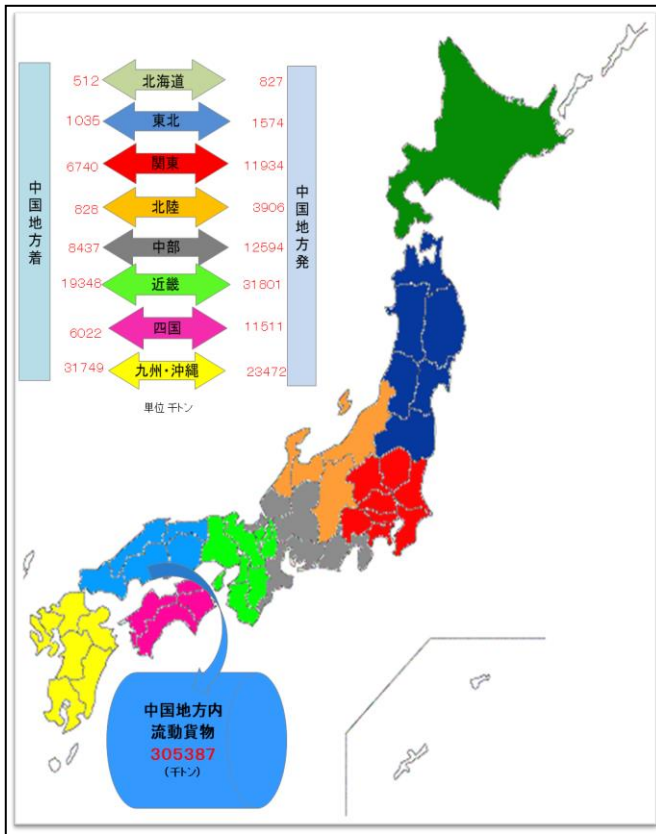 中国地方着
中国地方発
512 北海道 827
1035 東北 1574
6740 関東 11934
828 北陸 3906
8437 中部 12594
19348 近畿 31801
6022 四国 11511
31749 九州・沖縄 23472
単位 千トン
中国地方内
流動貨物
305387
(千トン)